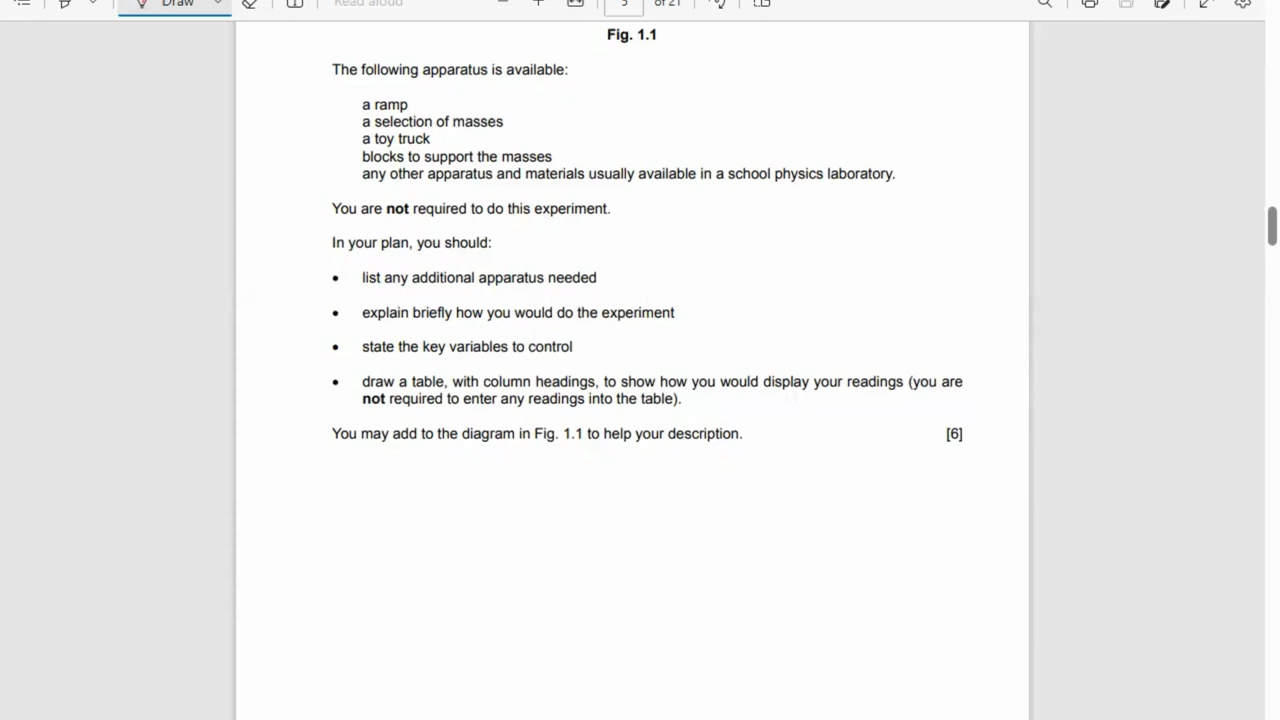 Draw
Read aloud
5
of 21
Fig. 1.1
The following apparatus is available:
a ramp
a selection of masses
a toy truck
blocks to support the masses
any other apparatus and materials usually available in a school physics laboratory.
You are not required to do this experiment.
In your plan, you should:
• list any additional apparatus needed
• explain briefly how you would do the experiment
• state the key variables to control
• draw a table, with column headings, to show how you would display your readings (you are
not required to enter any readings into the table).
You may add to the diagram in Fig. 1.1 to help your description. [6]